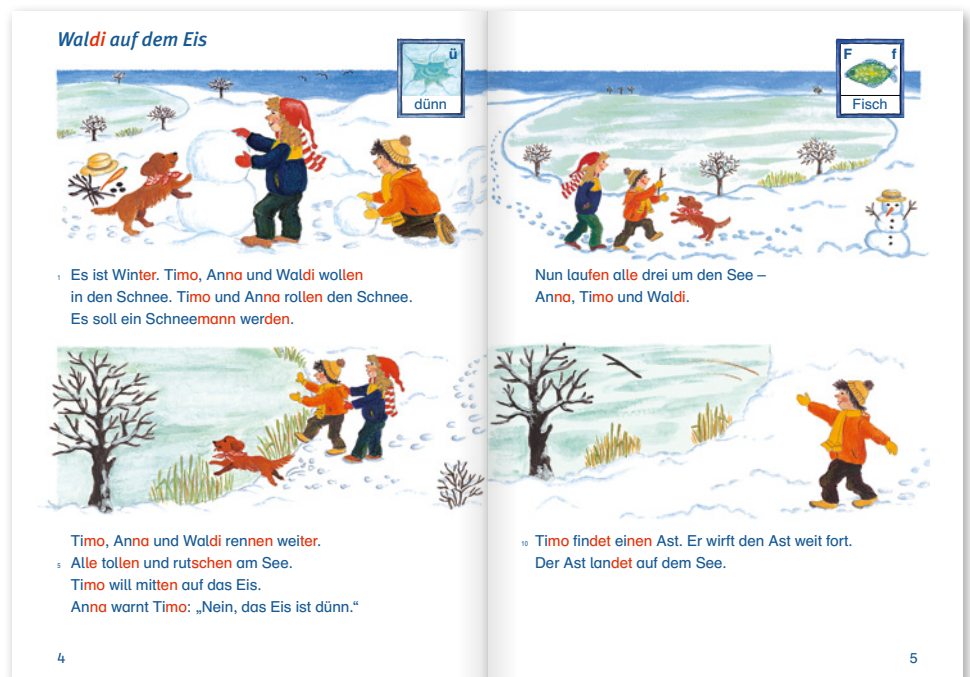 Waldi auf dem Eis
ü
dünn
1 Es ist Winter. Timo, Anna und Waldi wollen
in den Schnee. Timo und Anna rollen den Schnee.
Es soll ein Schneemann werden.
Timo, Anna und Waldi rennen weiter.
5 Alle tollen und rutschen am See.
Timo will mitten auf das Eis.
Anna warnt Timo: „Nein, das Eis ist dünn.“
4
F f
Fisch
Nun laufen alle drei um den See –
Anna, Timo und Waldi.
10 Timo findet einen Ast. Er wirft den Ast weit fort.
Der Ast landet auf dem See.
5